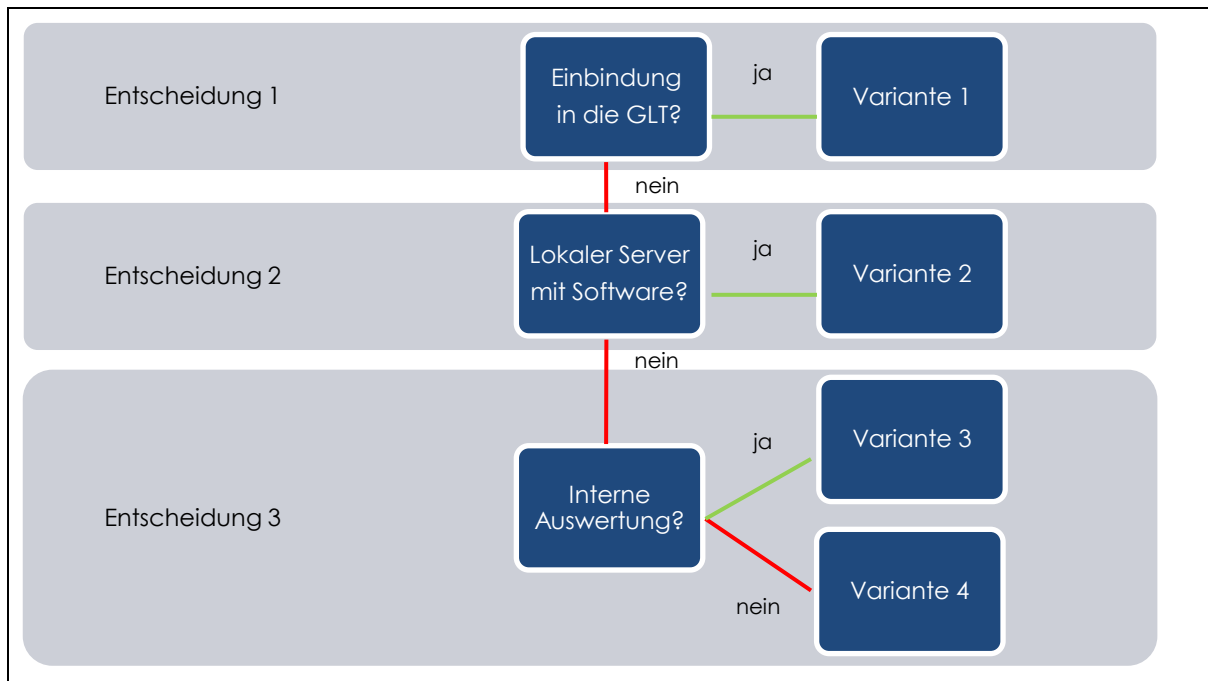 Entscheidung 1
Einbindung
in die GLT?
ja
Variante 1
nein
Entscheidung 2
Lokaler Server
mit Software?
ja
Variante 2
nein
Entscheidung 3
Interne
Auswertung?
ja
Variante 3
nein
Variante 4